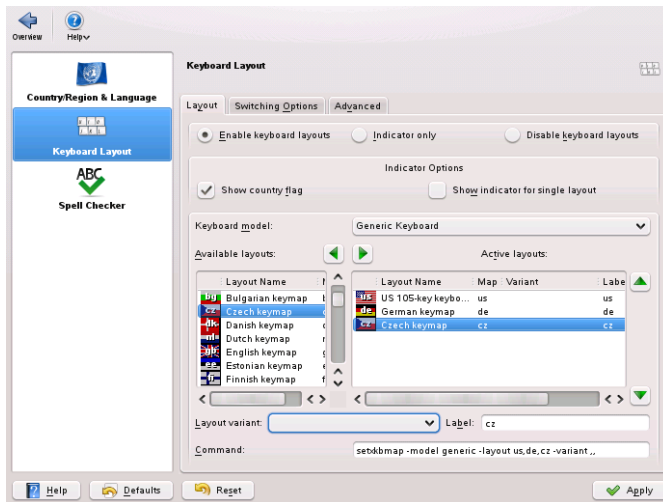 Overview
Help
Country/Region & Language
Keyboard Layout
ABC
Spell Checker
Keyboard Layout
Layout
Switching Options
Advanced
Enable keyboard layouts
Indicator only
Disable keyboard layouts
Indicator Options
Show country flag
Show indicator for single layout
Keyboard model:
Generic Keyboard
Available layouts:
Active layouts:
Layout Name
Bulgarian keymap
Czech keymap
Danish keymap
Dutch keymap
English keymap
Estonian keymap
Finnish keymap
Layout Name Map Variant Labe
US 105-key keybo... us us
German keymap de de
Czech keymap cz cz
Layout variant:
Label: cz
Command:
setxkbmap -model generic -layout us,de,cz -variant ,,
Help
Defaults
Reset
Apply